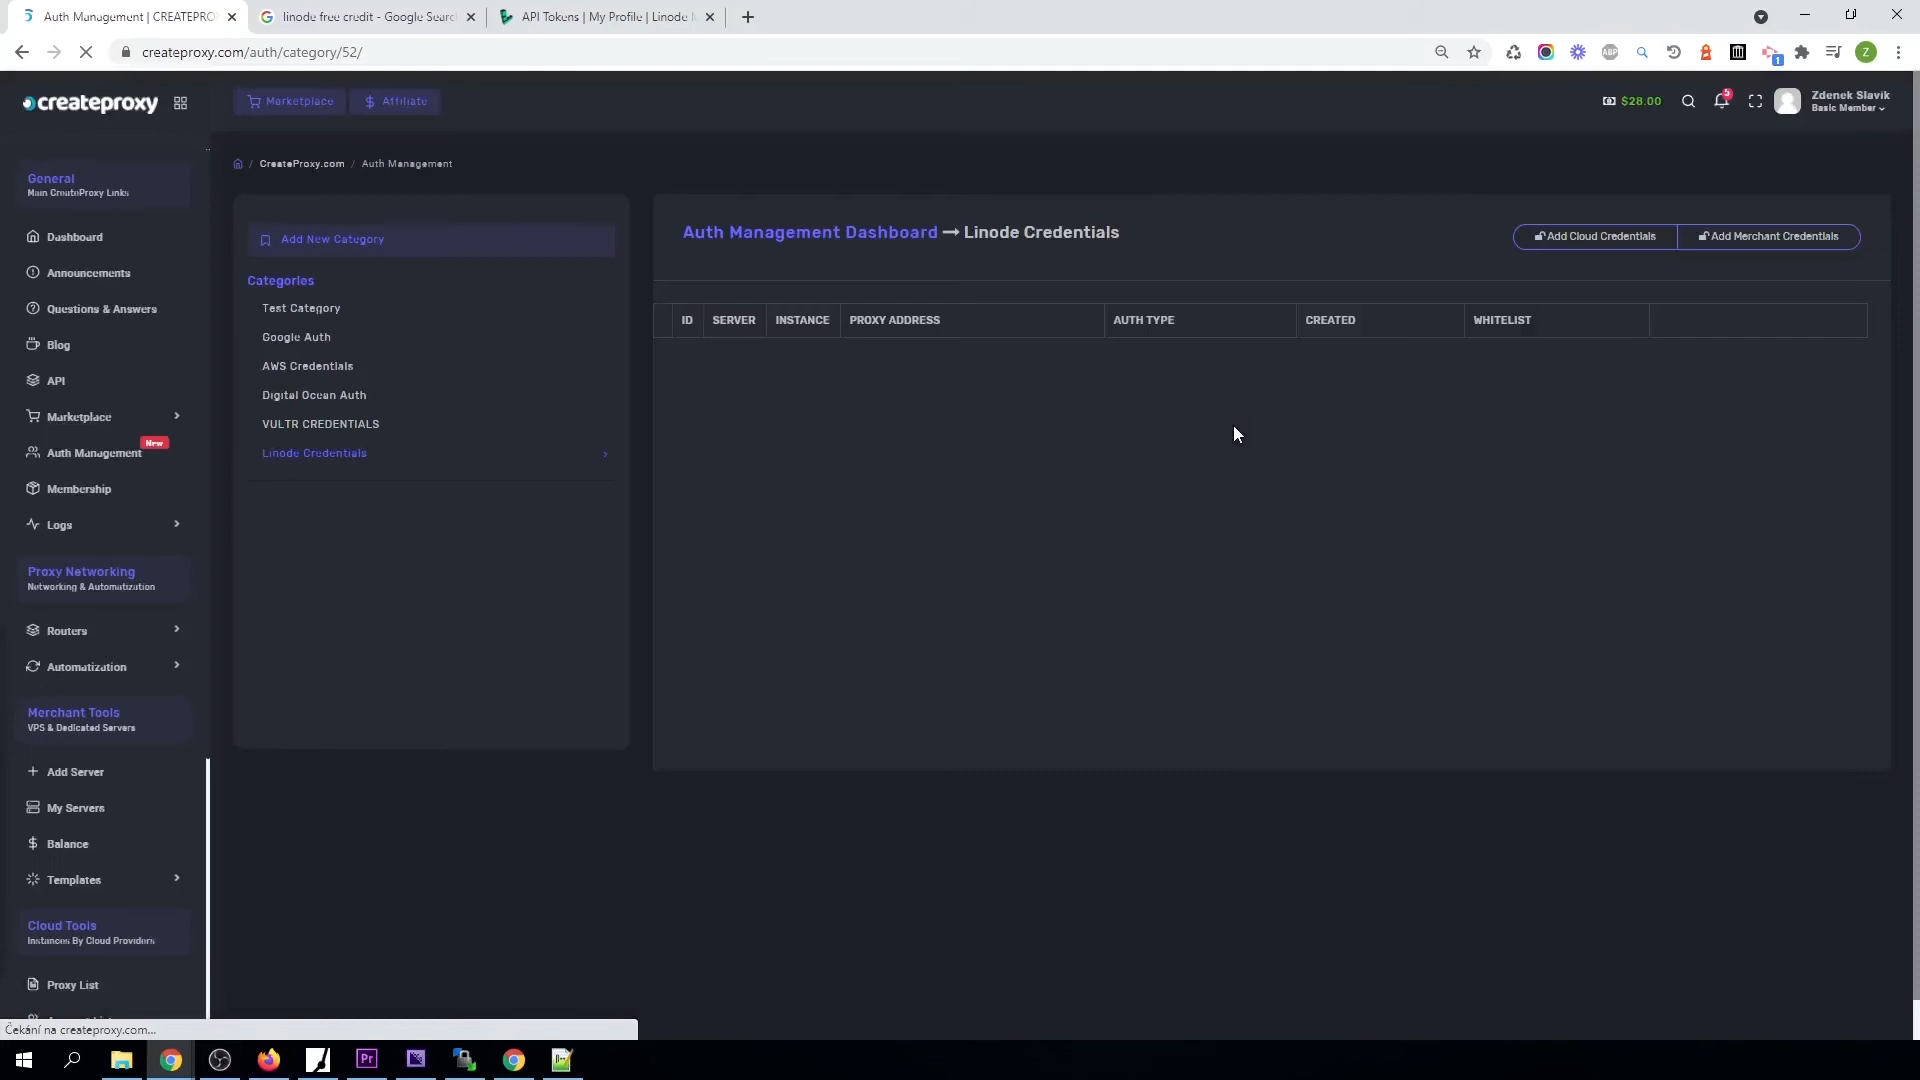 Auth Management | CREATEPRO
linode free credit - Google Searc
API Tokens | My Profile | Linode
createproxy.com/auth/category/52/
ABP
1
Z
createproxy
Marketplace
Affiliate
$28.00
5
Zdenek Slavik
Basic Member
/ CreateProxy.com / Auth Management
General
Main CreateProxy Links
Dashboard
Announcements
Questions & Answers
Blog
API
Marketplace
New
Auth Management
Membership
Logs
Proxy Networking
Networking & Automatization
Routers
Automatization
Merchant Tools
VPS & Dedicated Servers
Add Server
My Servers
Balance
Templates
Cloud Tools
Instances By Cloud Providers
Proxy List
Add New Category
Categories
Test Category
Google Auth
AWS Credentials
Digital Ocean Auth
VULTR CREDENTIALS
Linode Credentials
Auth Management Dashboard → Linode Credentials
Add Cloud Credentials
Add Merchant Credentials
ID SERVER INSTANCE PROXY ADDRESS AUTH TYPE CREATED WHITELIST
Čekání na createproxy.com...
Pr